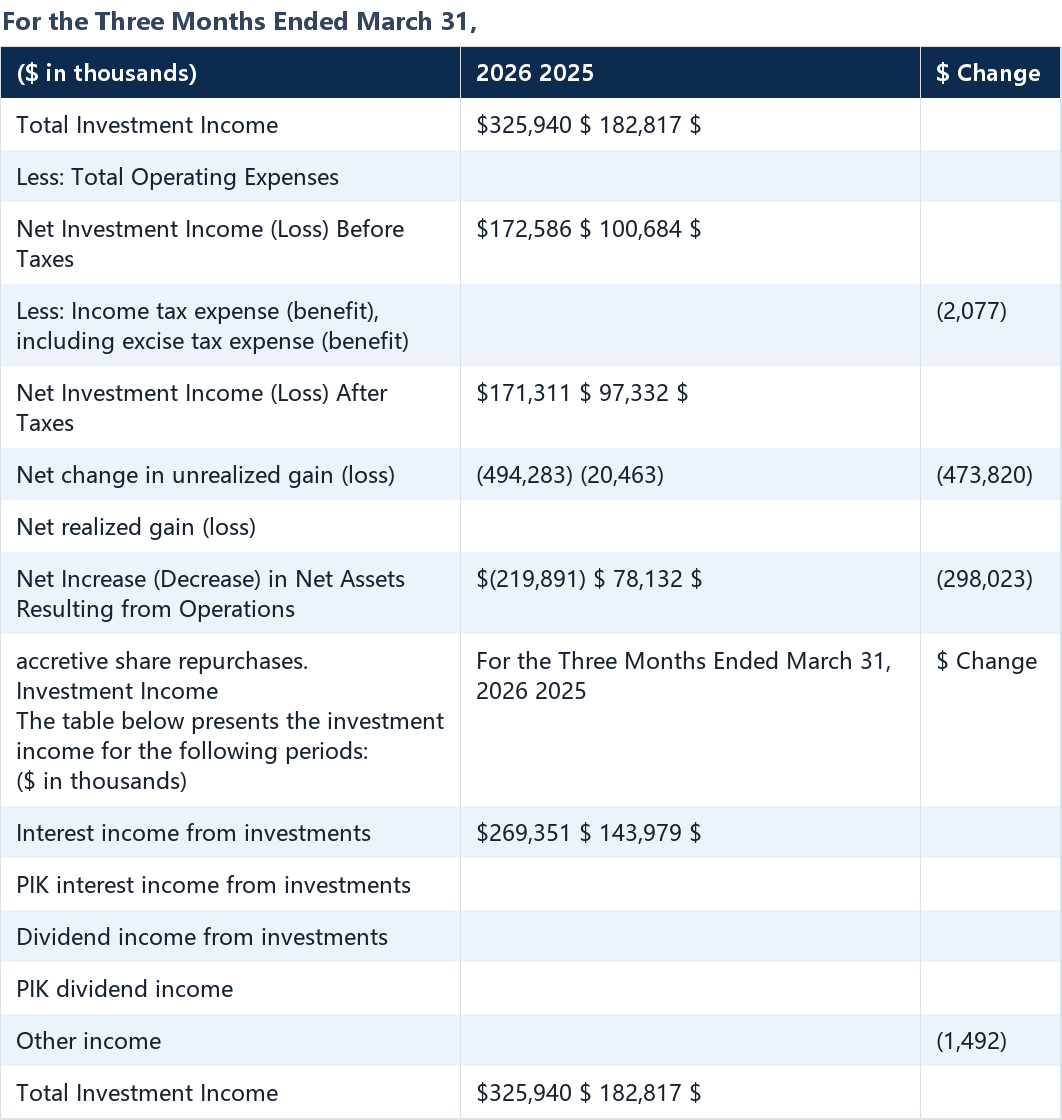 For the Three Months Ended March 31,
($ in thousands) 2026 2025 $ Change
Total Investment Income $325,940 $ 182,817 $
Less: Total Operating Expenses
Net Investment Income (Loss) Before $172,586 $ 100,684 $
Taxes
Less: Income tax expense (benefit), (2,077)
including excise tax expense (benefit)
Net Investment Income (Loss) After $171,311 $ 97,332 $
Taxes
Net change in unrealized gain (loss) (494,283) (20,463) (473,820)
Net realized gain (loss)
Net Increase (Decrease) in Net Assets $(219,891) $ 78,132 $ (298,023)
Resulting from Operations
accretive share repurchases. For the Three Months Ended March 31, $ Change
Investment Income 2026 2025
The table below presents the investment
income for the following periods:
($ in thousands)
Interest income from investments $269,351 $ 143,979 $
PIK interest income from investments
Dividend income from investments
PIK dividend income
Other income (1,492)
Total Investment Income $325,940 $ 182,817 $